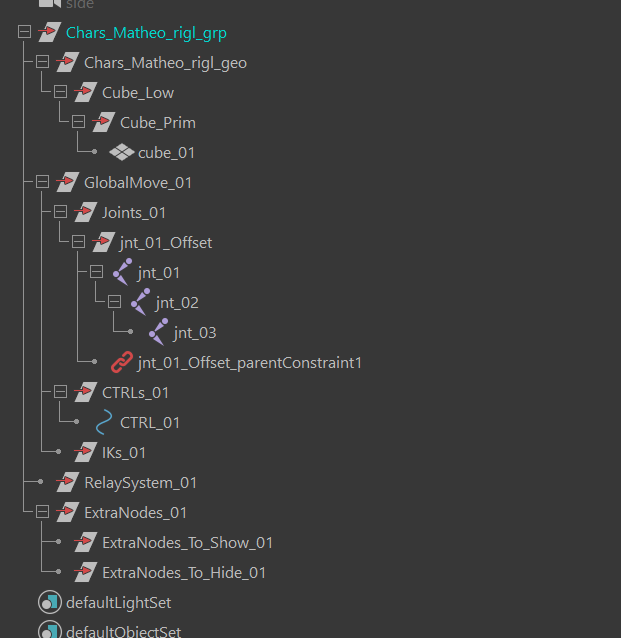 side
Chars_Matheo_rigl_grp
Chars_Matheo_rigl_geo
Cube_Low
Cube_Prim
cube_01
GlobalMove_01
Joints_01
jnt_01_Offset
jnt_01
jnt_02
jnt_03
jnt_01_Offset_parentConstraint1
CTRLs_01
CTRL_01
IKs_01
RelaySystem_01
ExtraNodes_01
ExtraNodes_To_Show_01
ExtraNodes_To_Hide_01
defaultLightSet
defaultObjectSet